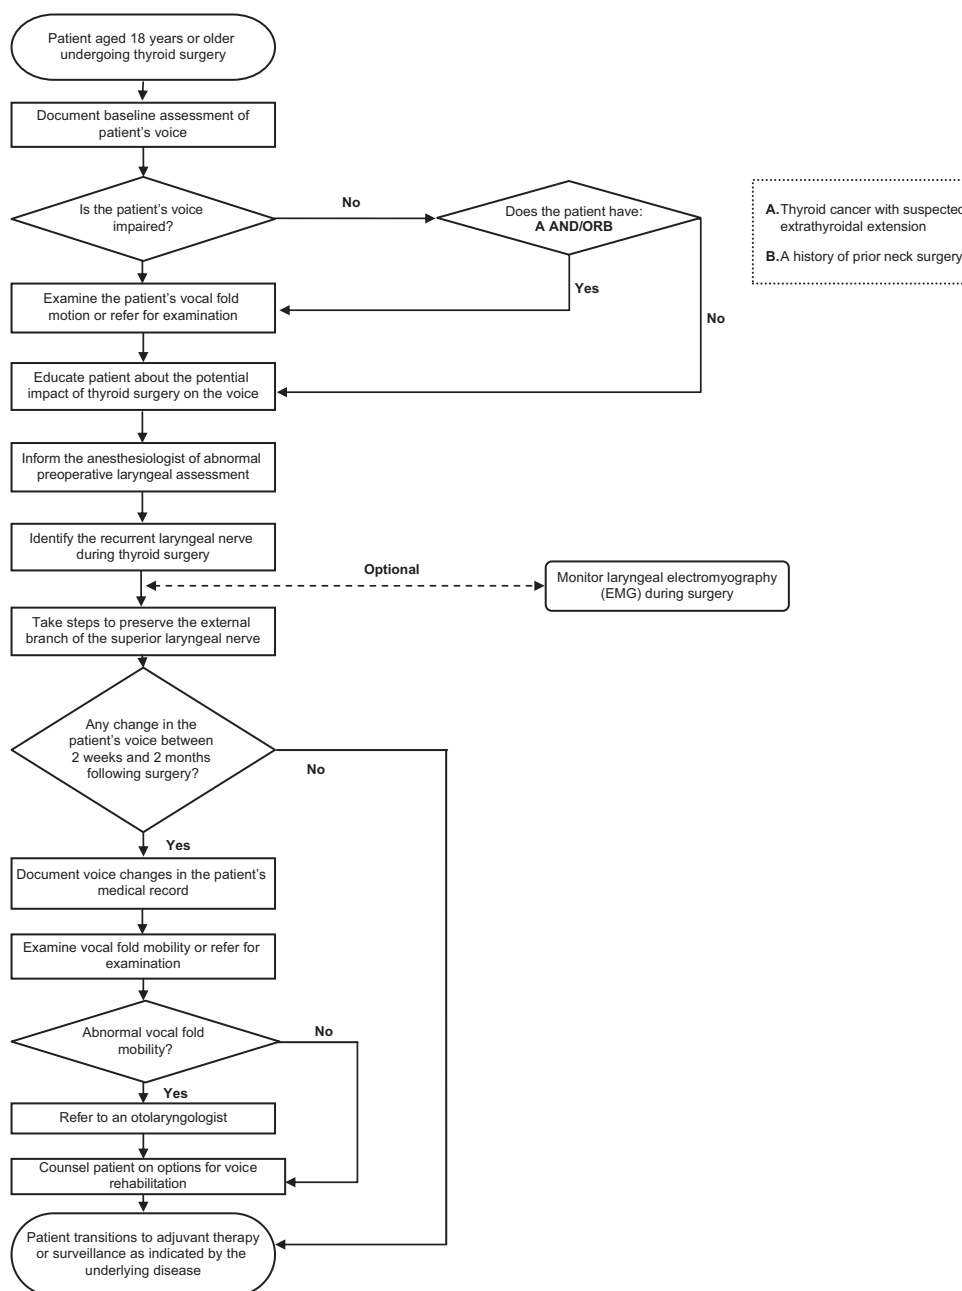 Patient aged 18 years or older
undergoing thyroid surgery
Document baseline assessment of
patient's voice
Is the patient's voice
impaired?
No
Does the patient have:
A AND/ORB
A.Thyroid cancer with suspected
extrathyroidal extension
B.A history of prior neck surgery
Yes
No
Examine the patient's vocal fold
motion or refer for examination
Educate patient about the potential
impact of thyroid surgery on the voice
Inform the anesthesiologist of abnormal
preoperative laryngeal assessment
Identify the recurrent laryngeal nerve
during thyroid surgery
Optional
Monitor laryngeal electromyography
(EMG) during surgery
Take steps to preserve the external
branch of the superior laryngeal nerve
Any change in the
patient's voice between
2 weeks and 2 months
following surgery?
No
Yes
Document voice changes in the patient's
medical record
Examine vocal fold mobility or refer for
examination
Abnormal vocal fold
mobility?
No
Yes
Refer to an otolaryngologist
Counsel patient on options for voice
rehabilitation
Patient transitions to adjuvant therapy
or surveillance as indicated by the
underlying disease